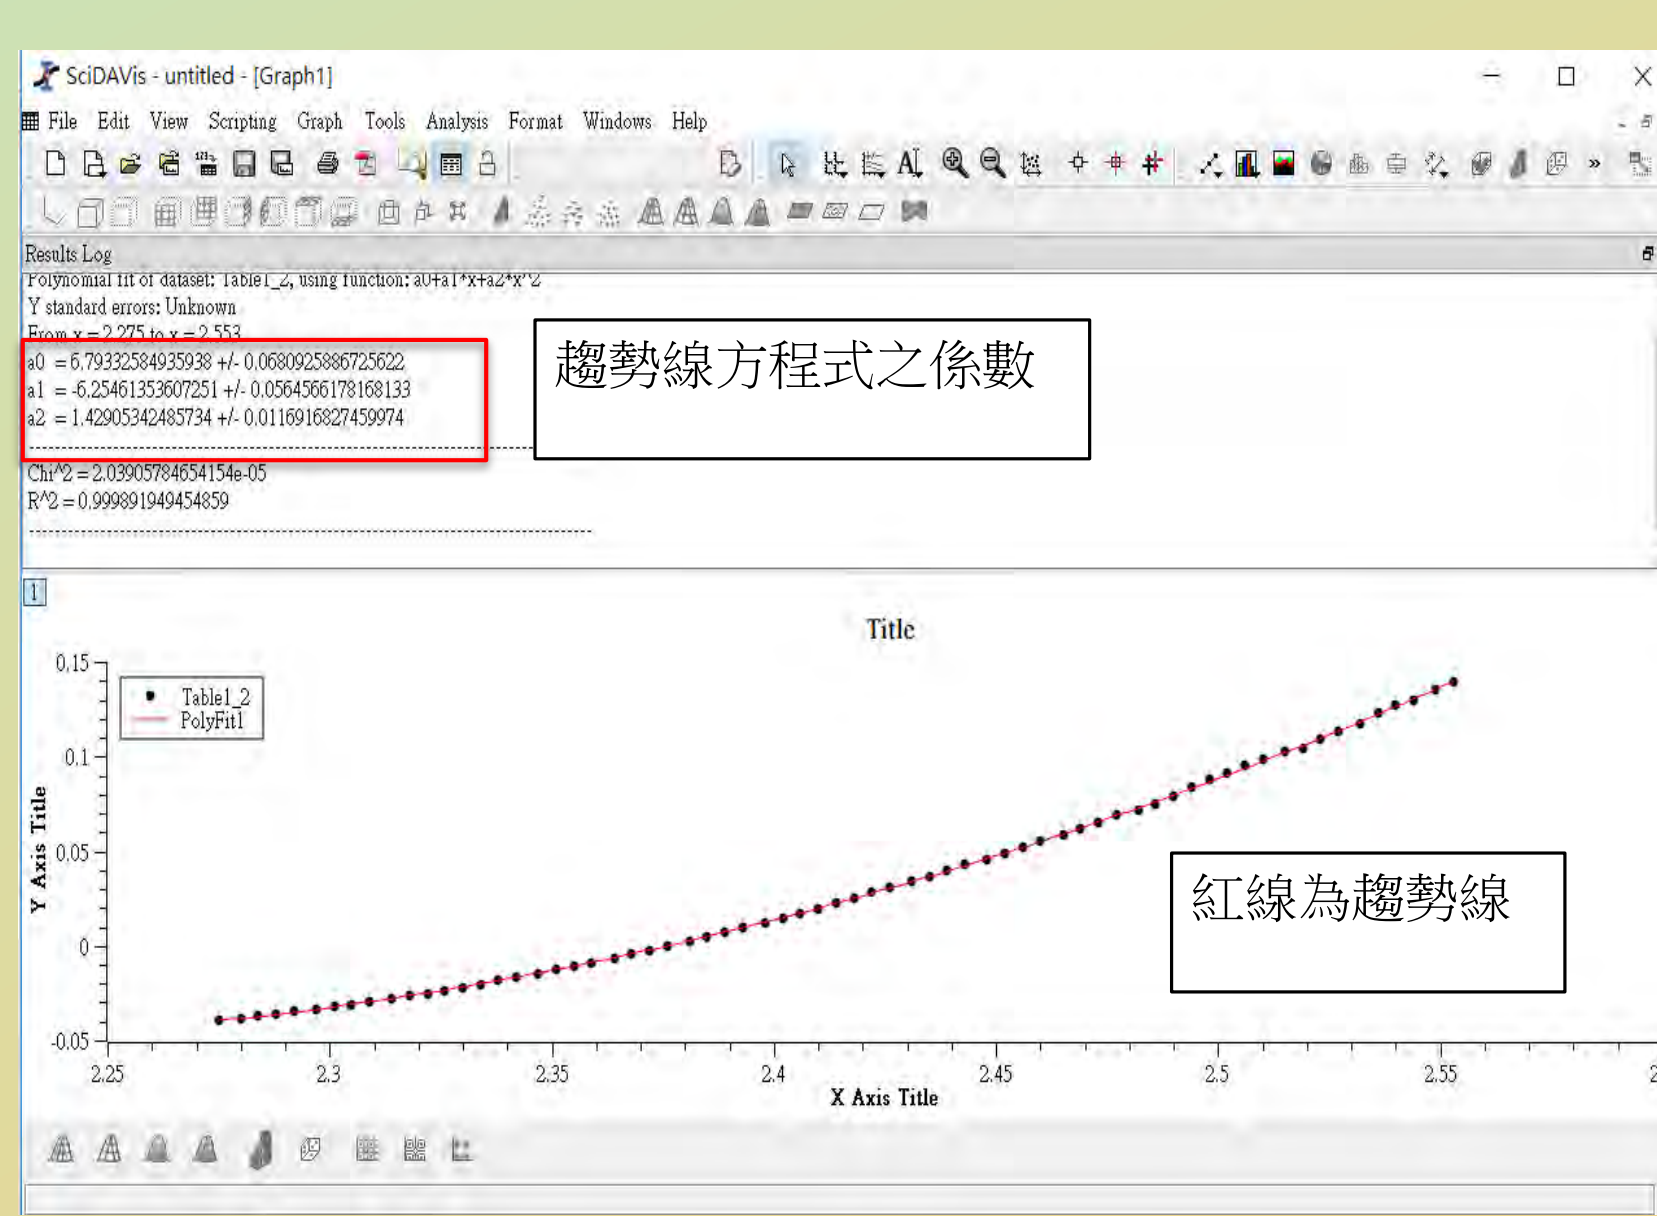 SciDAVis - untitled - [Graph1]
File Edit View Scripting Graph Tools Analysis Format Windows Help
Results Log
Polynomial fit of dataset: Table1_2, using function: a0+a1*x+a2*x^2
Y standard errors: Unknown
From x = 2.275 to x = 2.553
a0 = 6.79332584935938 +/- 0.0680925886725622
a1 = -6.25461353607251 +/- 0.0564566178168133
a2 = 1.42905342485734 +/- 0.0116916827459974
趨勢線方程式之係數
Chi^2 = 2.03905784654154e-05
R^2 = 0.999891949454859
1
Title
Table1_2
PolyFit1
0.15
0.1
0.05
0
-0.05
Y Axis Title
紅線為趨勢線
2.25 2.3 2.35 2.4 2.45 2.5 2.55 2
X Axis Title